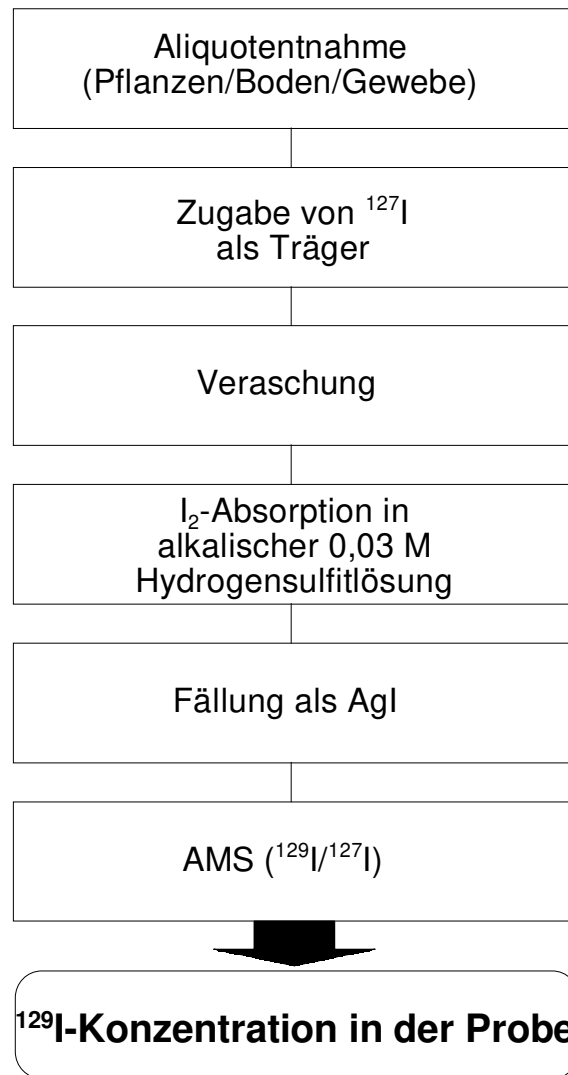 Aliquotentnahme
(Pflanzen/Boden/Gewebe)
Zugabe von ¹²⁷I
als Träger
Veraschung
I₂-Absorption in
alkalischer 0,03 M
Hydrogensulfitlösung
Fällung als AgI
AMS (¹²⁹I/¹²⁷I)
¹²⁹I-Konzentration in der Probe